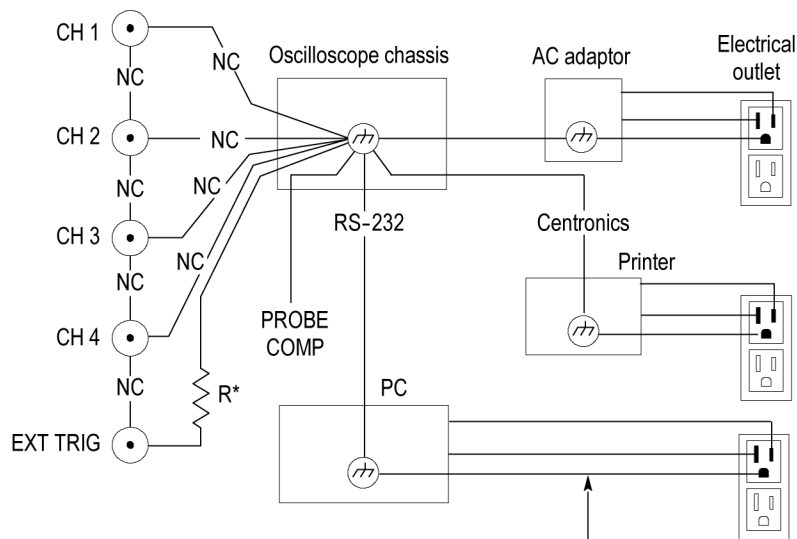 CH 1
NC
NC
Oscilloscope chassis
AC adaptor
Electrical
outlet
CH 2
NC
NC
NC
CH 3
NC
NC
RS-232
Centronics
Printer
CH 4
PROBE
COMP
NC
R*
PC
EXT TRIG